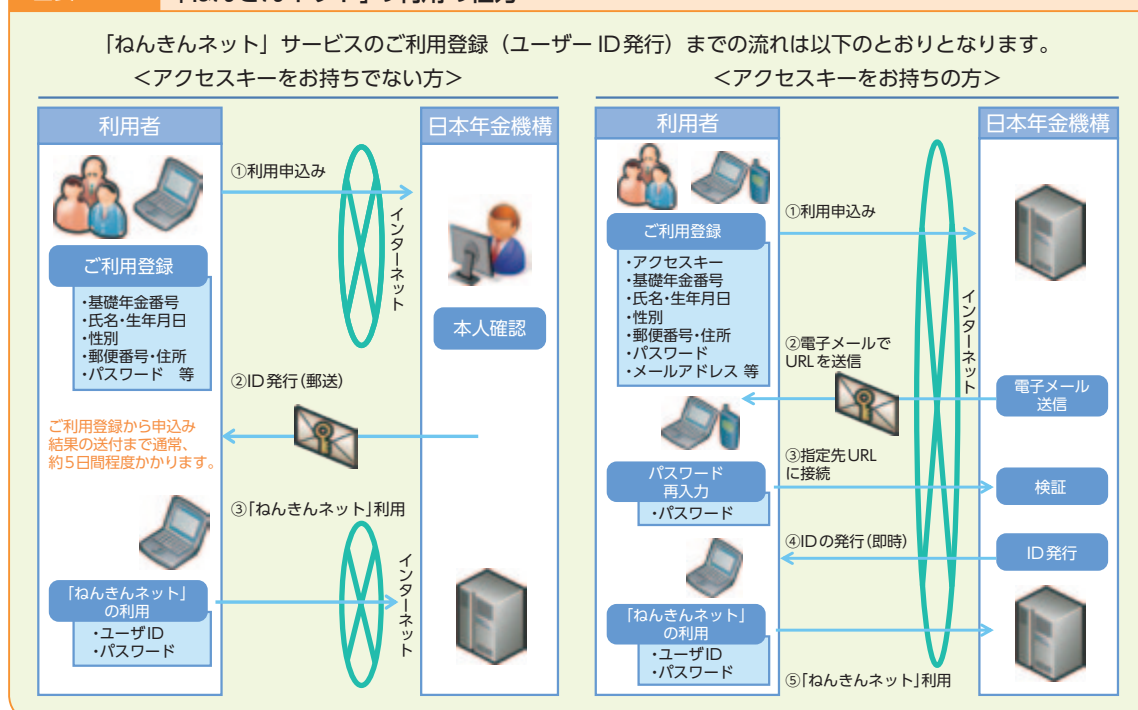 「ねんきんネット」の利用の仕方
「ねんきんネット」サービスのご利用登録（ユーザーID発行）までの流れは以下のとおりとなります。
＜アクセスキーをお持ちでない方＞
利用者
日本年金機構
①利用申込み
インターネット
ご利用登録
・基礎年金番号
・氏名・生年月日
・性別
・郵便番号・住所
・パスワード 等
本人確認
②ID発行（郵送）
ご利用登録から申込み
結果の送付まで通常、
約5日間程度かかります。
③「ねんきんネット」利用
インターネット
「ねんきんネット」
の利用
・ユーザID
・パスワード
＜アクセスキーをお持ちの方＞
利用者
日本年金機構
①利用申込み
ご利用登録
・アクセスキー
・基礎年金番号
・氏名・生年月日
・性別
・郵便番号・住所
・パスワード
・メールアドレス 等
インターネット
②電子メールで
URLを送信
電子メール
送信
③指定先URL
に接続
パスワード
再入力
・パスワード
検証
④IDの発行（即時）
ID発行
「ねんきんネット」
の利用
・ユーザID
・パスワード
⑤「ねんきんネット」利用